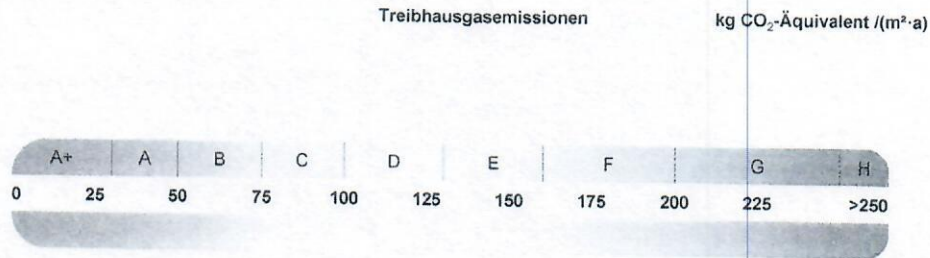 Treibhausgasemissionen kg CO₂-Äquivalent /(m²·a)
A+ A B C D E F G H
0 25 50 75 100 125 150 175 200 225 >250